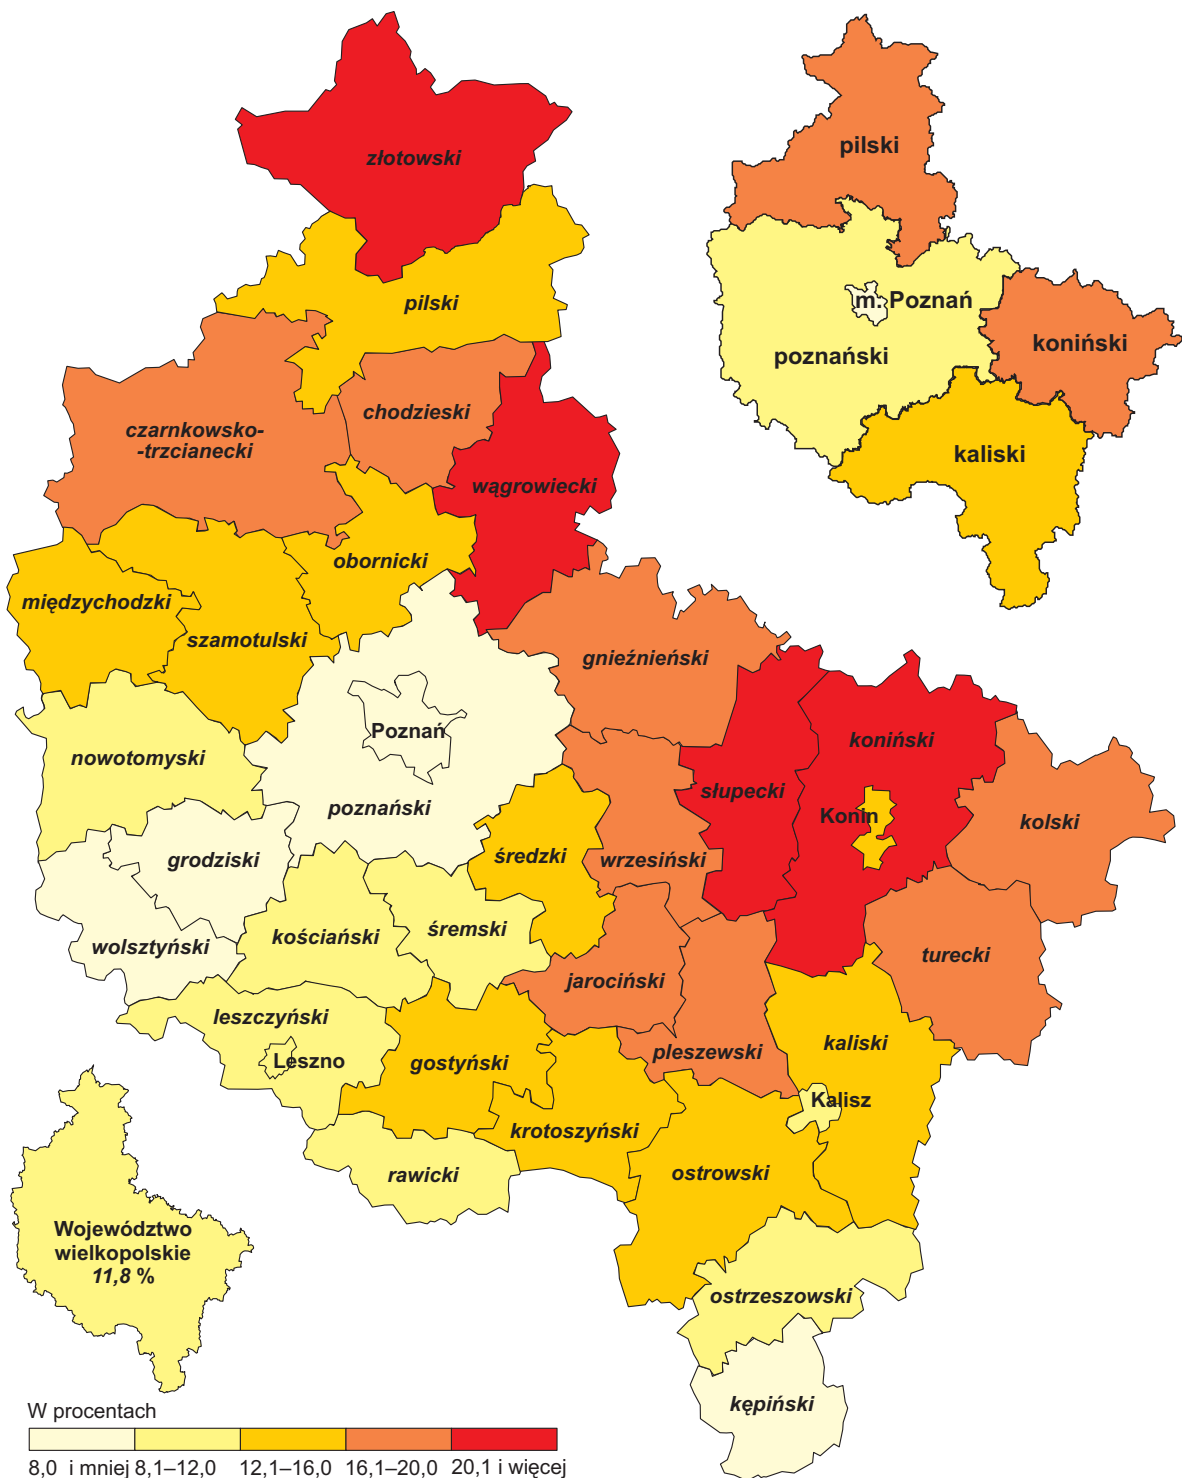 złotowski
pilski
pilski
m. Poznań
koniński
poznański
kaliski
chodzieski
czarnkowsko-
-trzcianecki
wągrowiecki
obornicki
międzychodzki
szamotulski
gnieźnieński
Poznań
koniński
nowotomyski
słupecki
poznański
Konin
kolski
grodziski
średzki
wrzesiński
kościański
śremski
wolsztyński
turecki
jarociński
leszczyński
kaliski
pleszewski
Leszno
gostyński
Kalisz
krotoszyński
rawicki
ostrowski
Województwo
wielkopolskie
11,8 %
ostrzeszowski
kępiński
W procentach
8,0 i mniej 8,1–12,0 12,1–16,0 16,1–20,0 20,1 i więcej